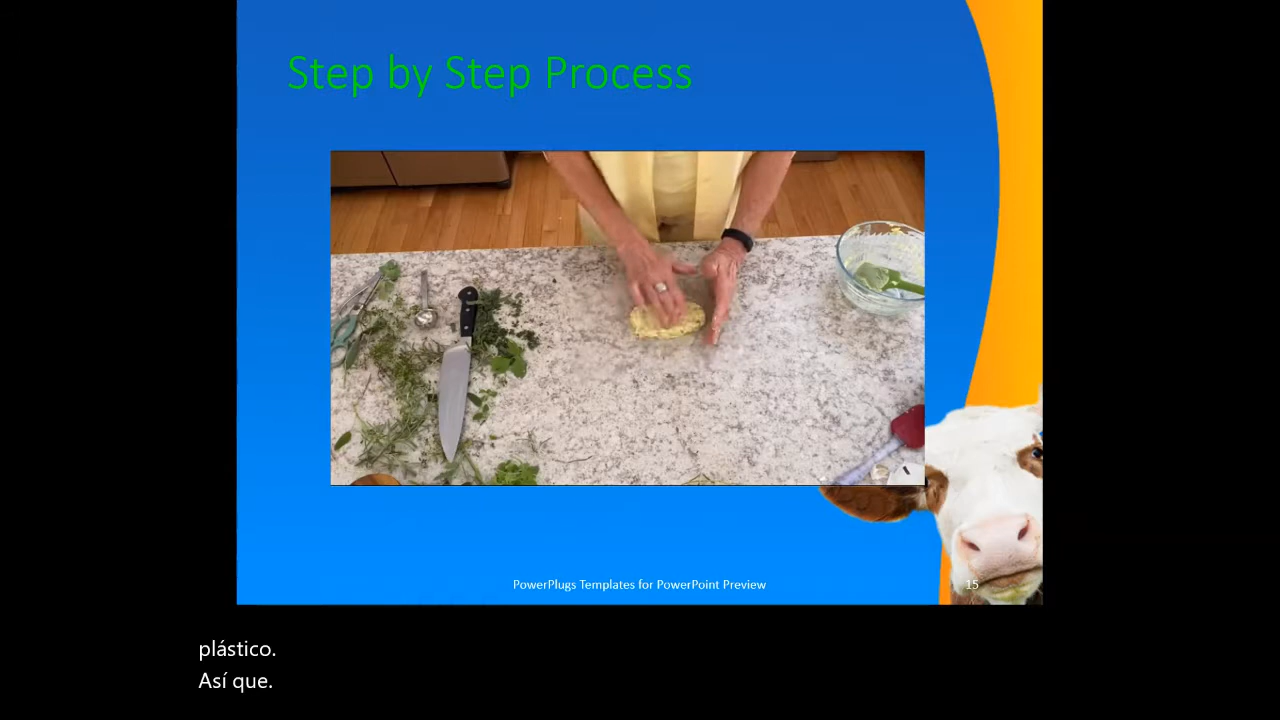 Step by Step Process
PowerPlugs Templates for PowerPoint Preview
15
plástico.
Así que.